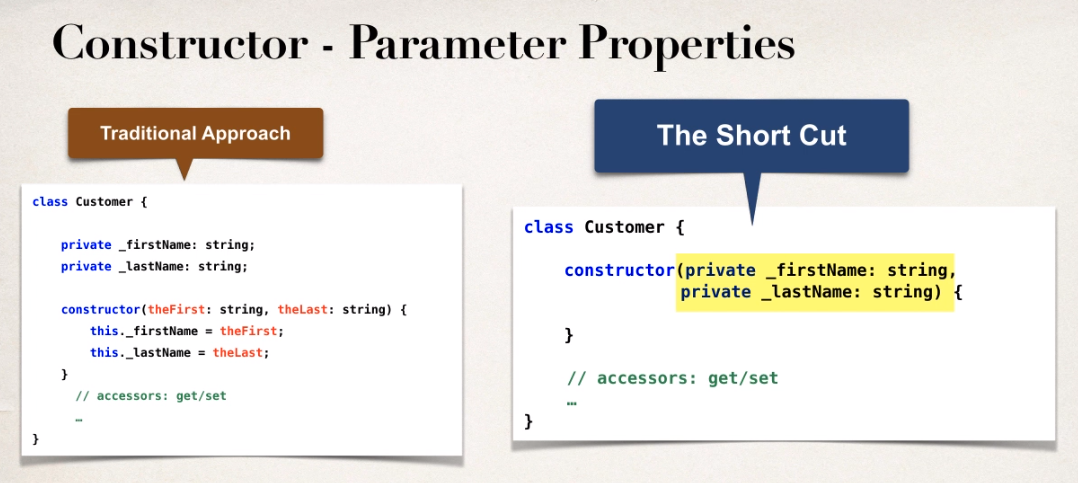 Constructor - Parameter Properties
Traditional Approach
class Customer {
private _firstName: string;
private _lastName: string;
constructor(theFirst: string, theLast: string) {
this._firstName = theFirst;
this._lastName = theLast;
}
// accessors: get/set
…
}
The Short Cut
class Customer {
constructor(private _firstName: string,
private _lastName: string) {
}
// accessors: get/set
…
}